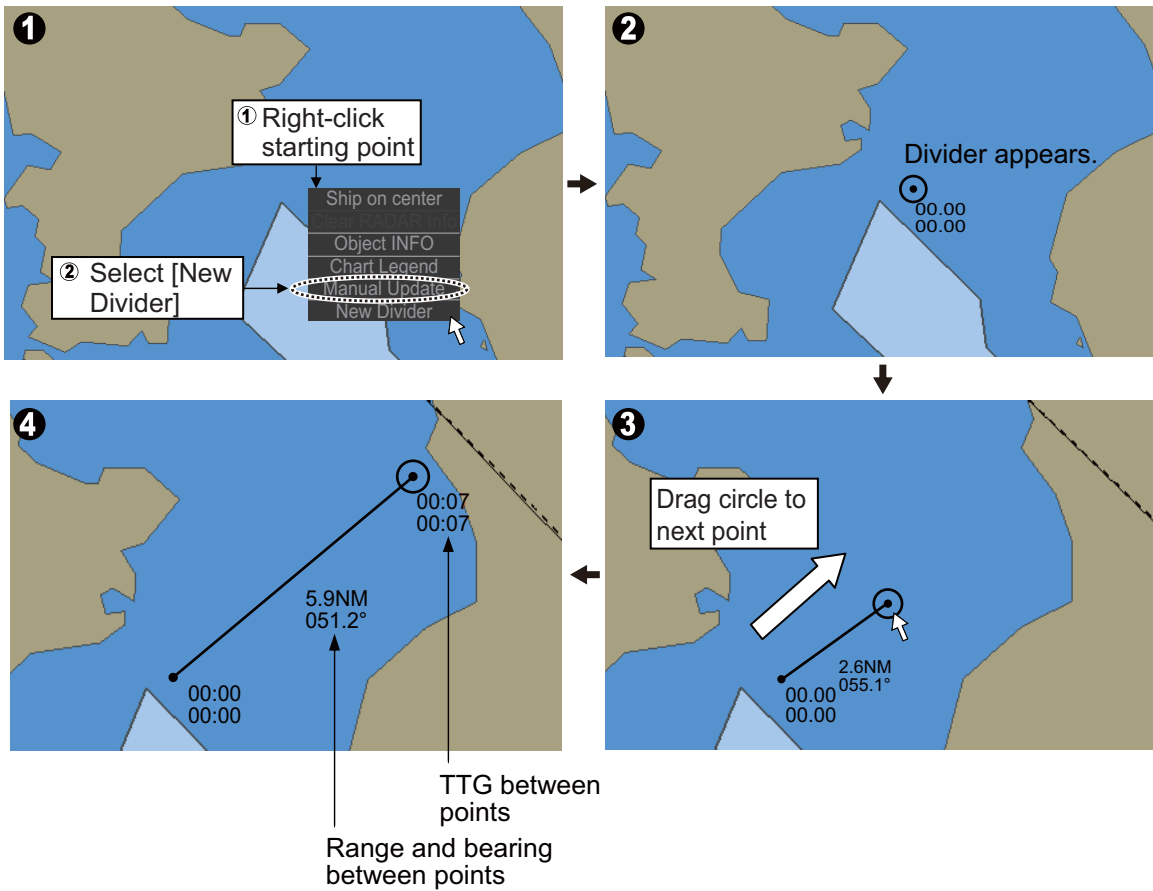 1
① Right-click
starting point
Ship on center
Clear RADAR Info
Object INFO
Chart Legend
Manual Update
New Divider
② Select [New
Divider]
2
Divider appears.
00.00
00.00
3
Drag circle to
next point
2.6NM
055.1°
00.00
00.00
4
00:07
00:07
5.9NM
051.2°
00:00
00:00
TTG between
points
Range and bearing
between points